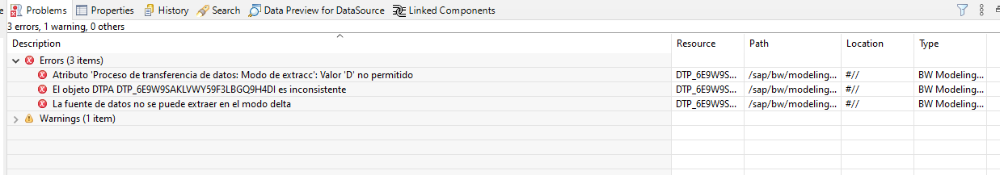 Problems Properties History Search Data Preview for DataSource Linked Components
3 errors, 1 warning, 0 others
Description Resource Path Location Type
Errors (3 items)
Atributo 'Proceso de transferencia de datos: Modo de extracc': Valor 'D' no permitido DTP_6E9W9S... /sap/bw/modeling... #// BW Modeling...
El objeto DTPA DTP_6E9W9SAKLVWY59F3LBGQ9H4DI es inconsistente DTP_6E9W9S... /sap/bw/modeling... #// BW Modeling...
La fuente de datos no se puede extraer en el modo delta DTP_6E9W9S... /sap/bw/modeling... #// BW Modeling...
Warnings (1 item)